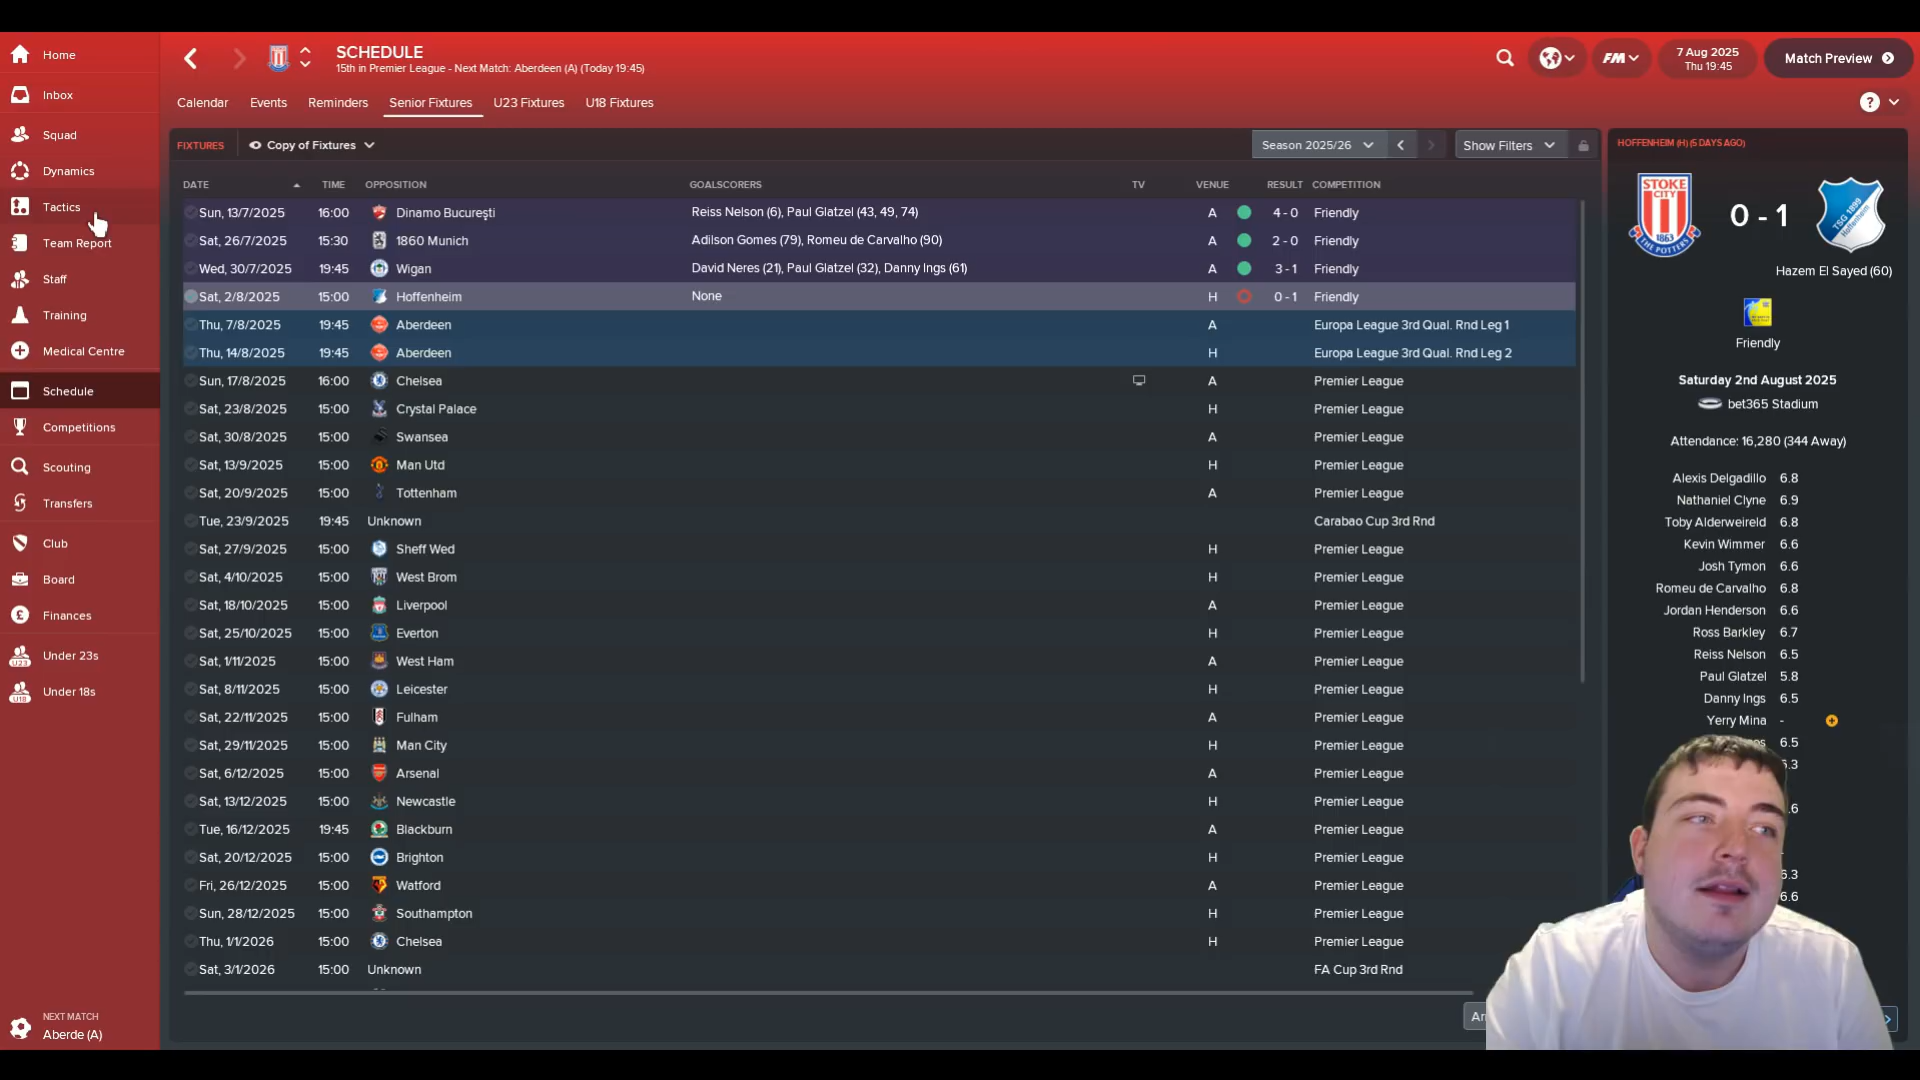 Home
Inbox
Squad
Dynamics
Tactics
Team Report
Staff
Training
Medical Centre
Schedule
Competitions
Scouting
Transfers
Club
Board
Finances
U23 Under 23s
U18 Under 18s
NEXT MATCH
Aberde (A)
SCHEDULE
15th in Premier League - Next Match: Aberdeen (A) (Today 19:45)
FM
7 Aug 2025
Thu 19:45
Match Preview
Calendar Events Reminders Senior Fixtures U23 Fixtures U18 Fixtures
?
FIXTURES Copy of Fixtures Season 2025/26 Show Filters
DATE TIME OPPOSITION GOALSCORERS TV VENUE RESULT COMPETITION
Sun, 13/7/2025 16:00 Dinamo Bucureşti Reiss Nelson (6), Paul Glatzel (43, 49, 74) A 4 - 0 Friendly
Sat, 26/7/2025 15:30 1860 Munich Adilson Gomes (79), Romeu de Carvalho (90) A 2 - 0 Friendly
Wed, 30/7/2025 19:45 Wigan David Neres (21), Paul Glatzel (32), Danny Ings (61) A 3 - 1 Friendly
Sat, 2/8/2025 15:00 Hoffenheim None H 0 - 1 Friendly
Thu, 7/8/2025 19:45 Aberdeen A Europa League 3rd Qual. Rnd Leg 1
Thu, 14/8/2025 19:45 Aberdeen H Europa League 3rd Qual. Rnd Leg 2
Sun, 17/8/2025 16:00 Chelsea A Premier League
Sat, 23/8/2025 15:00 Crystal Palace H Premier League
Sat, 30/8/2025 15:00 Swansea A Premier League
Sat, 13/9/2025 15:00 Man Utd H Premier League
Sat, 20/9/2025 15:00 Tottenham A Premier League
Tue, 23/9/2025 19:45 Unknown Carabao Cup 3rd Rnd
Sat, 27/9/2025 15:00 Sheff Wed H Premier League
Sat, 4/10/2025 15:00 West Brom H Premier League
Sat, 18/10/2025 15:00 Liverpool A Premier League
Sat, 25/10/2025 15:00 Everton H Premier League
Sat, 1/11/2025 15:00 West Ham A Premier League
Sat, 8/11/2025 15:00 Leicester H Premier League
Sat, 22/11/2025 15:00 Fulham A Premier League
Sat, 29/11/2025 15:00 Man City H Premier League
Sat, 6/12/2025 15:00 Arsenal A Premier League
Sat, 13/12/2025 15:00 Newcastle H Premier League
Tue, 16/12/2025 19:45 Blackburn A Premier League
Sat, 20/12/2025 15:00 Brighton H Premier League
Fri, 26/12/2025 15:00 Watford A Premier League
Sun, 28/12/2025 15:00 Southampton H Premier League
Thu, 1/1/2026 15:00 Chelsea H Premier League
Sat, 3/1/2026 15:00 Unknown FA Cup 3rd Rnd
HOFFENHEIM (H) (5 DAYS AGO)
STOKE CITY 1863 THE POTTERS
0 - 1
TSG 1899 Hoffenheim
Hazem El Sayed (60)
Friendly
Saturday 2nd August 2025
bet365 Stadium
Attendance: 16,280 (344 Away)
Alexis Delgadillo 6.8
Nathaniel Clyne 6.9
Toby Alderweireld 6.8
Kevin Wimmer 6.6
Josh Tymon 6.6
Romeu de Carvalho 6.8
Jordan Henderson 6.6
Ross Barkley 6.7
Reiss Nelson 6.5
Paul Glatzel 5.8
Danny Ings 6.5
Yerry Mina -
6.5